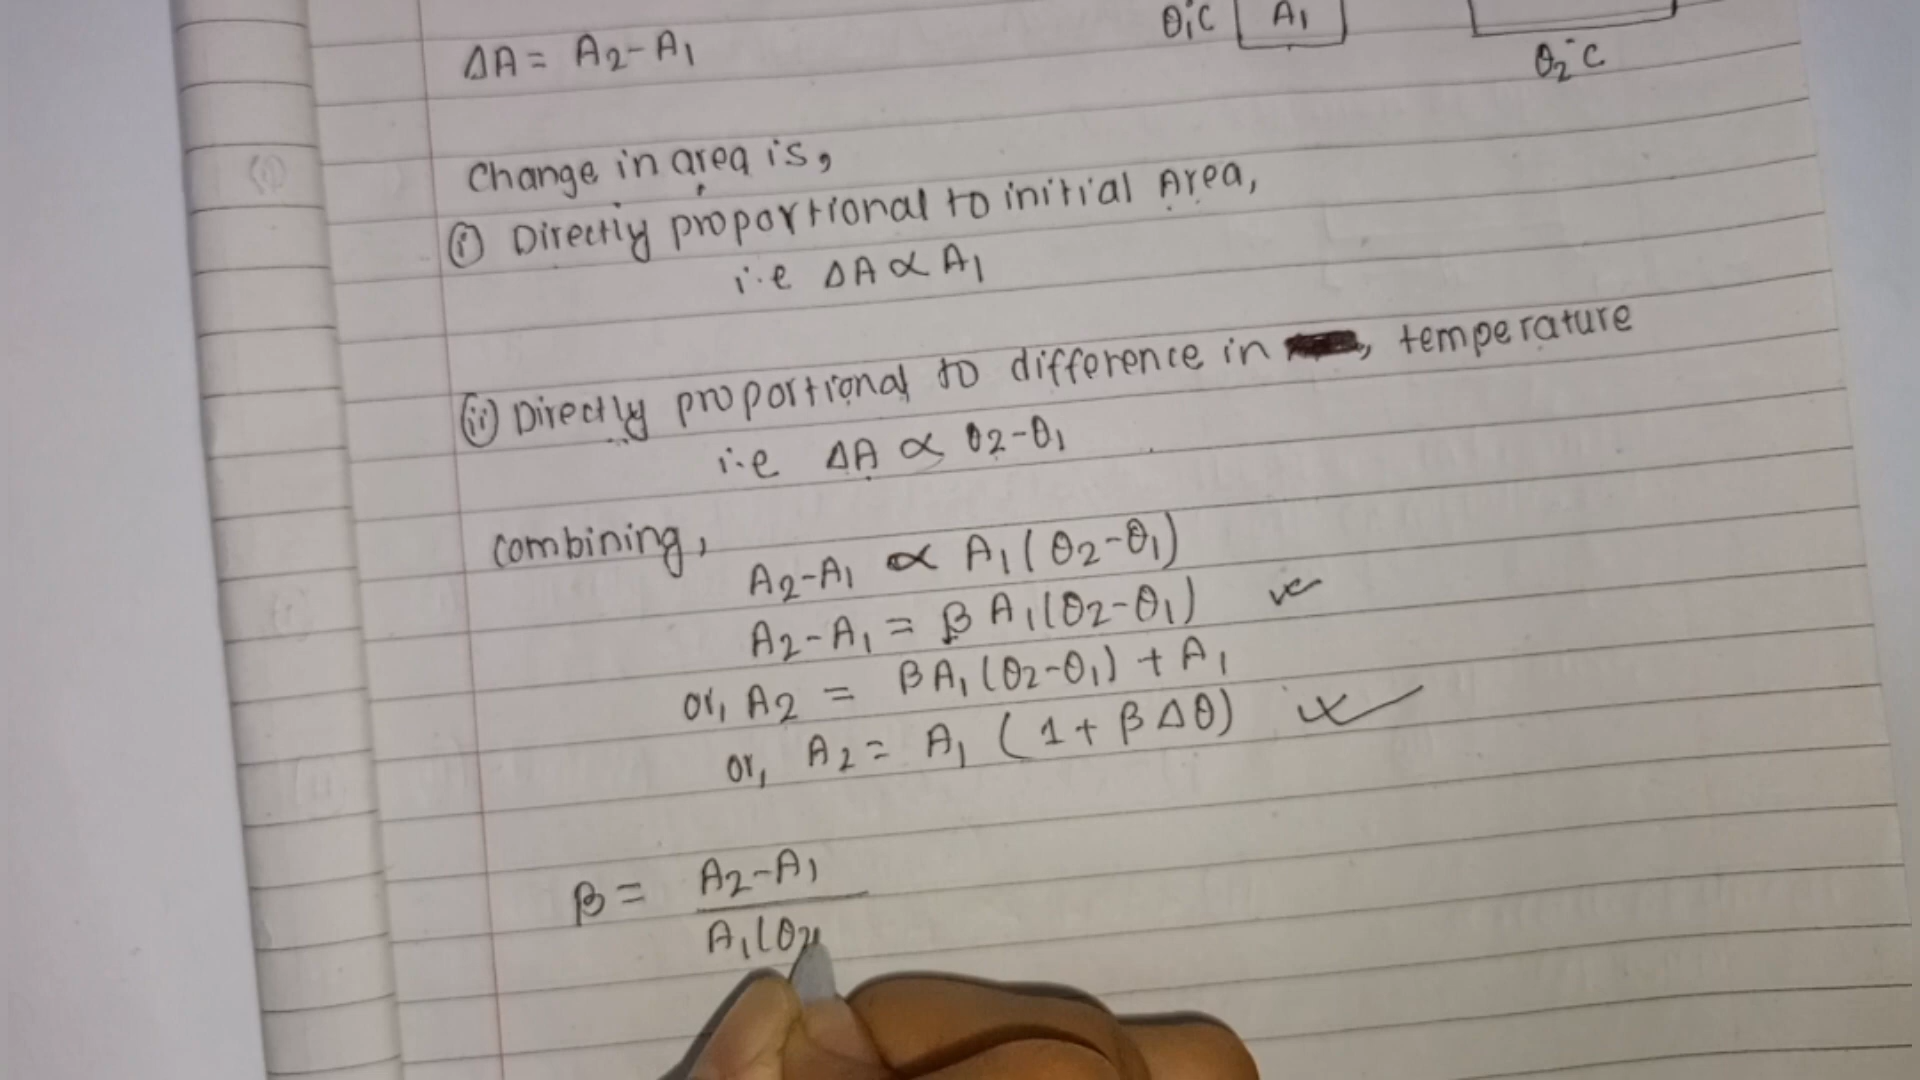 ΔA = A₂-A₁
θ₁°C A₁
θ₂°C
Change in area is,
(i) Directly proportional to initial Area,
i.e ΔA ∝ A₁
(ii) Directly proportional to difference in , temperature
i.e ΔA ∝ θ₂-θ₁
combining,
A₂-A₁ ∝ A₁(θ₂-θ₁)
A₂-A₁ = β A₁(θ₂-θ₁)
or, A₂ = βA₁(θ₂-θ₁) + A₁
or, A₂ = A₁ (1+ βΔθ)
β = A₂-A₁
A₁(θ₂